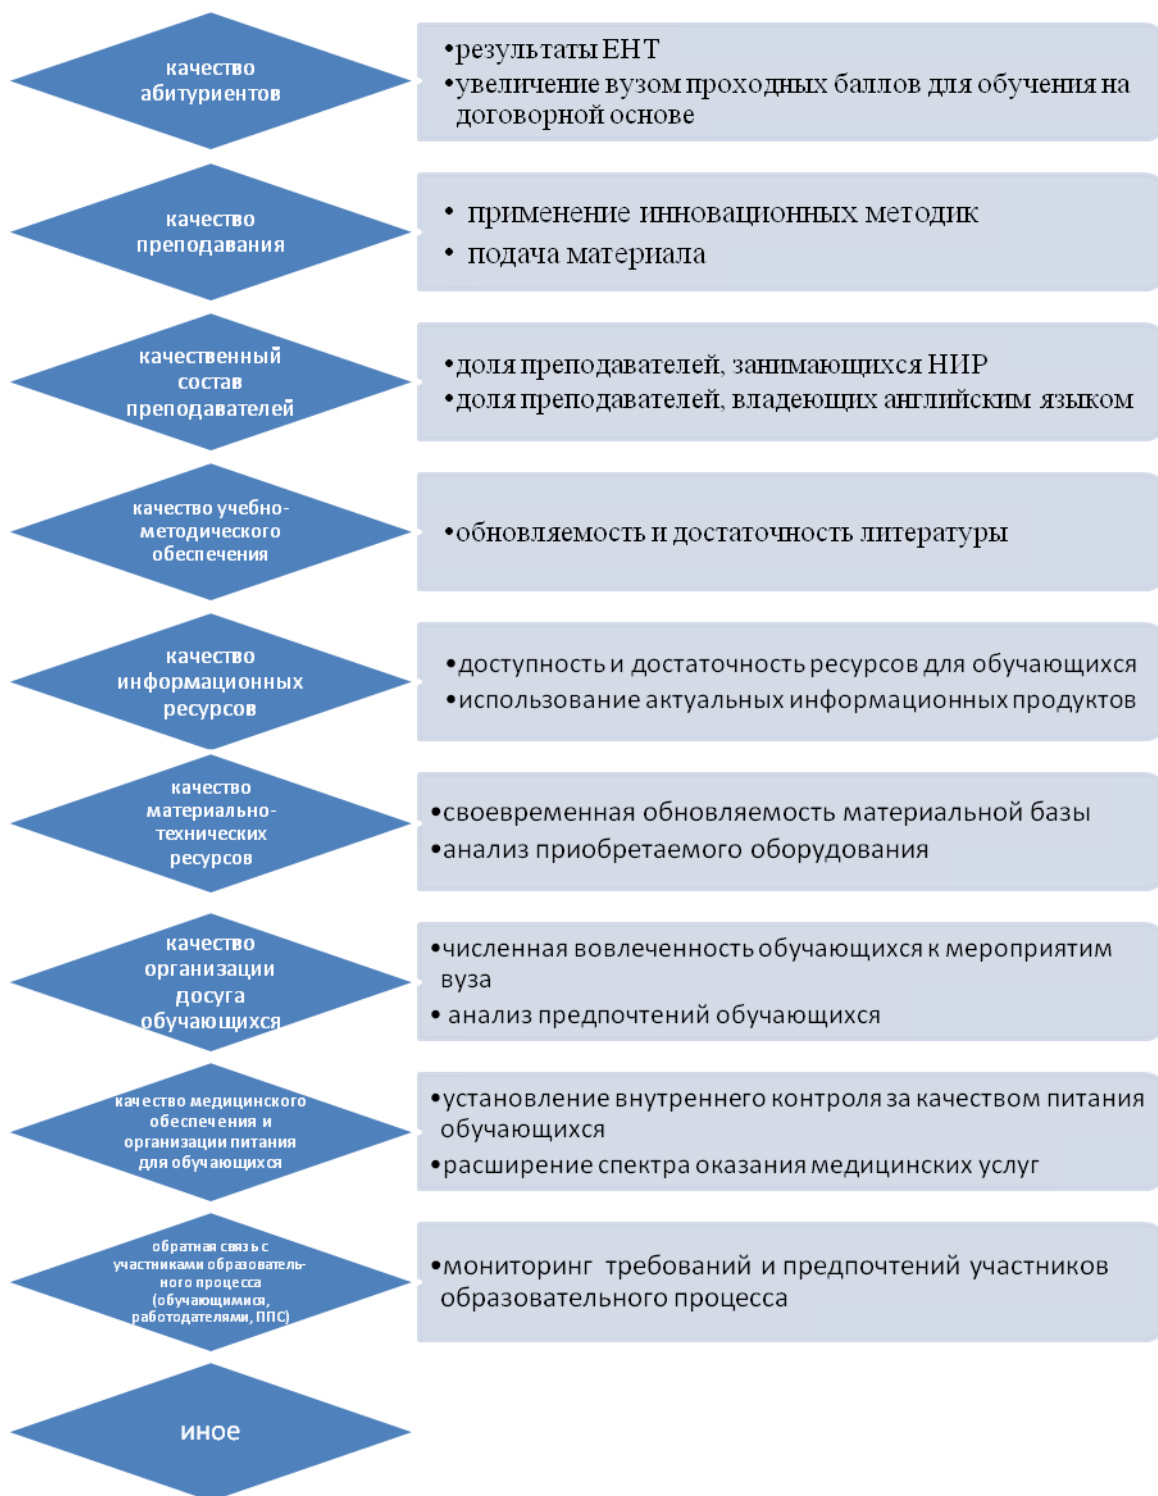 качество
абитуриентов
•результаты ЕНТ
•увеличение вузом проходных баллов для обучения на
договорной основе
качество
преподавания
• применение инновационных методик
• подача материала
качественный
состав
преподавателей
•доля преподавателей, занимающихся НИР
•доля преподавателей, владеющих английским языком
качество учебно-
методического
обеспечения
•обновляемость и достаточность литературы
качество
информационных
ресурсов
•доступность и достаточность ресурсов для обучающихся
•использование актуальных информационных продуктов
качество
материально-
технических
ресурсов
•своевременная обновляемость материальной базы
•анализ приобретаемого оборудования
качество
организации
досуга
обучающихся
•численная вовлеченность обучающихся к мероприятим
вуза
• анализ предпочтений обучающихся
качество медицинского
обеспечения и
организации питания
для обучающихся
•установление внутреннего контроля за качеством питания
обучающихся
•расширение спектра оказания медицинских услуг
обратная связь с
участниками образователь-
ного процесса
(обучающимися,
работодателями, ППС)
•мониторинг требований и предпочтений участников
образовательного процесса
иное